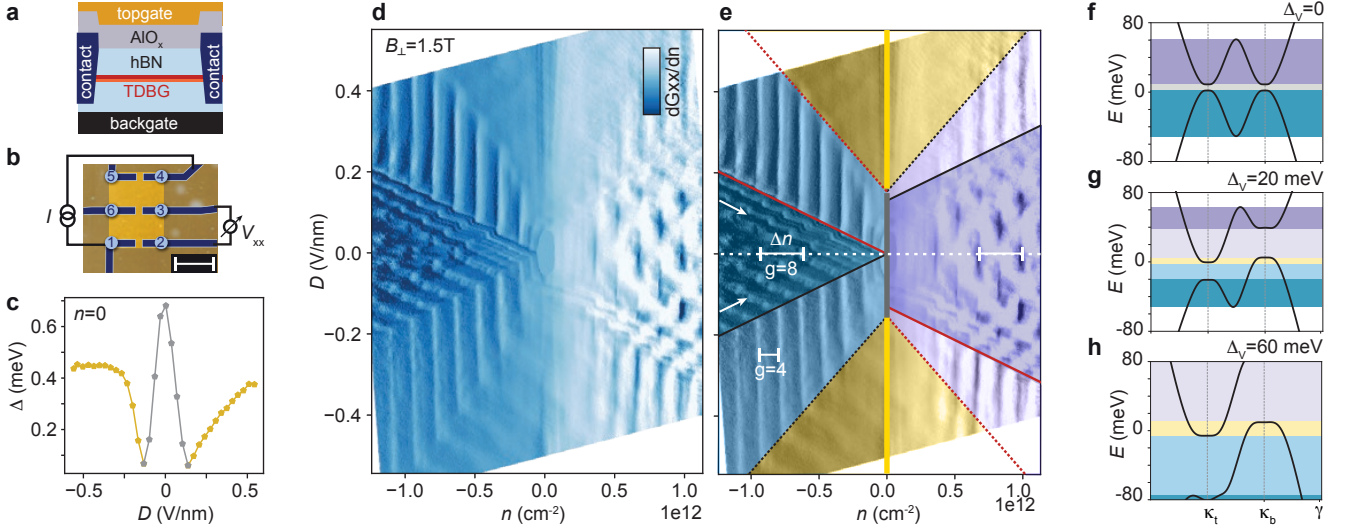 a
topgate
AlOx
hBN
TDBG
contact
contact
backgate
b
5
4
6
3
1
2
I
Vxx
c
n=0
Δ (meV)
0.6
0.4
0.2
−0.5
0
0.5
D (V/nm)
d
B⊥=1.5T
dGxx/dn
D (V/nm)
0.4
0.2
0.0
−0.2
−0.4
−1.0
−0.5
0.0
0.5
1.0
1e12
n (cm-2)
e
Δn
g=8
g=4
−1.0
−0.5
0.0
0.5
1.0
1e12
n (cm-2)
f
ΔV=0
E (meV)
80
0
-80
g
ΔV=20 meV
E (meV)
80
0
-80
h
ΔV=60 meV
E (meV)
80
0
-80
κt
κb
γ